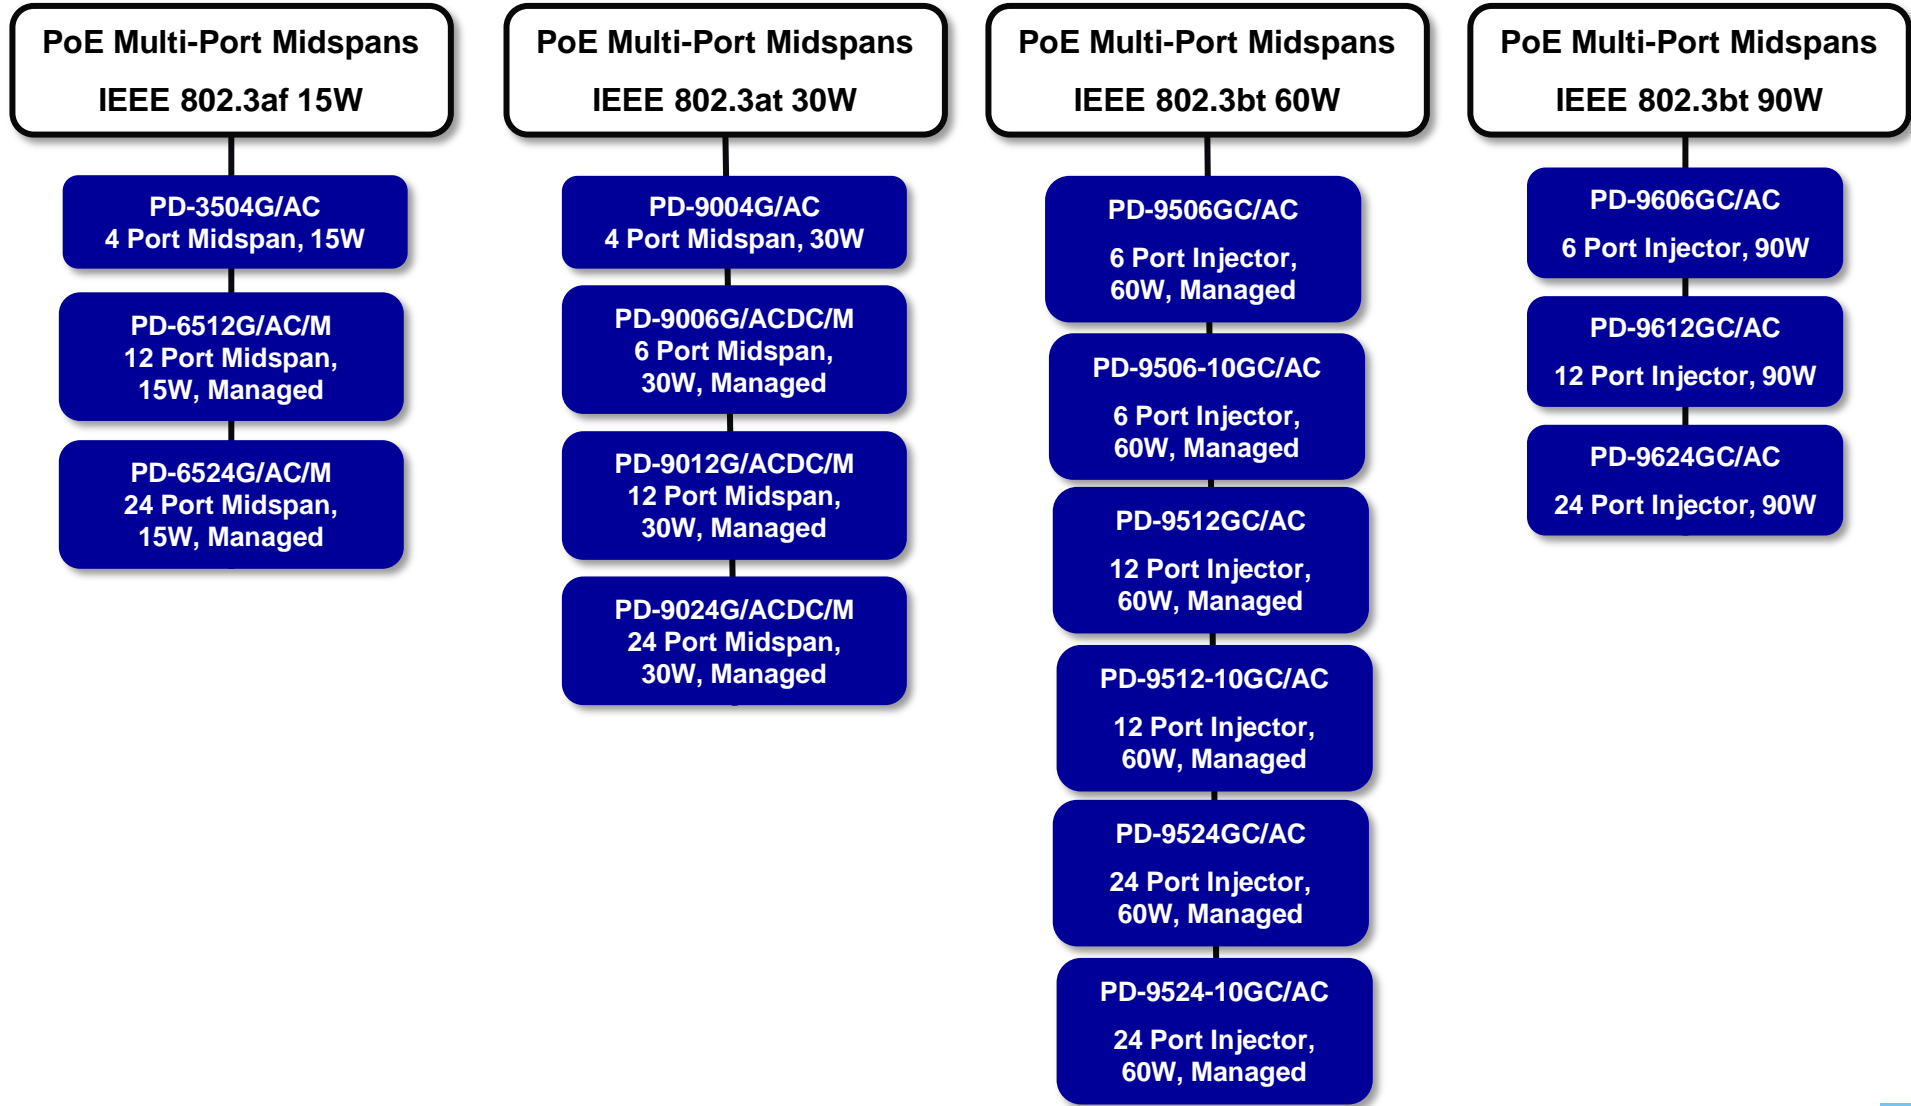 PoE Multi-Port Midspans
IEEE 802.3af 15W
PD-3504G/AC
4 Port Midspan, 15W
PD-6512G/AC/M
12 Port Midspan,
15W, Managed
PD-6524G/AC/M
24 Port Midspan,
15W, Managed
PoE Multi-Port Midspans
IEEE 802.3at 30W
PD-9004G/AC
4 Port Midspan, 30W
PD-9006G/ACDC/M
6 Port Midspan,
30W, Managed
PD-9012G/ACDC/M
12 Port Midspan,
30W, Managed
PD-9024G/ACDC/M
24 Port Midspan,
30W, Managed
PoE Multi-Port Midspans
IEEE 802.3bt 60W
PD-9506GC/AC
6 Port Injector,
60W, Managed
PD-9506-10GC/AC
6 Port Injector,
60W, Managed
PD-9512GC/AC
12 Port Injector,
60W, Managed
PD-9512-10GC/AC
12 Port Injector,
60W, Managed
PD-9524GC/AC
24 Port Injector,
60W, Managed
PD-9524-10GC/AC
24 Port Injector,
60W, Managed
PoE Multi-Port Midspans
IEEE 802.3bt 90W
PD-9606GC/AC
6 Port Injector, 90W
PD-9612GC/AC
12 Port Injector, 90W
PD-9624GC/AC
24 Port Injector, 90W